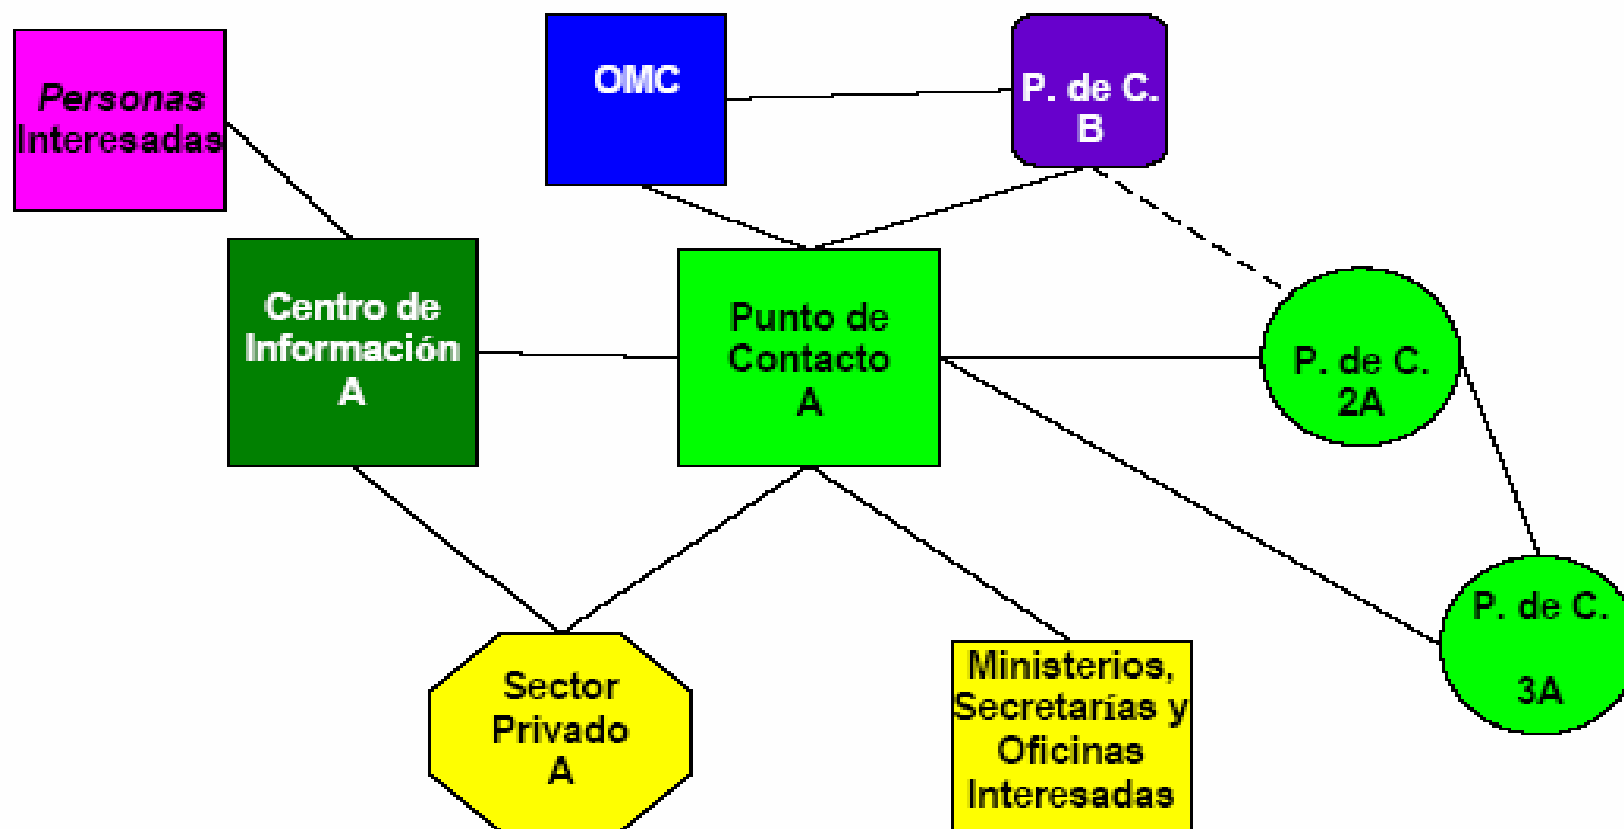 Personas
Interesadas
OMC
P. de C.
B
Centro de
Información
A
Punto de
Contacto
A
P. de C.
2A
P. de C.
3A
Sector
Privado
A
Ministerios,
Secretarías y
Oficinas
Interesadas